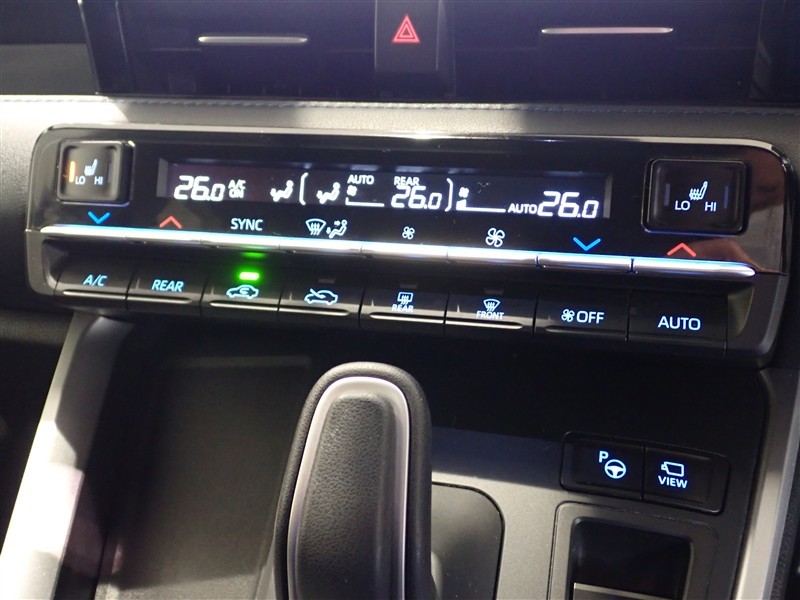 LO HI
26.0 A/C ON AUTO REAR 26.0 AUTO 26.0
LO HI
SYNC
A/C REAR REAR FRONT OFF AUTO
P
VIEW